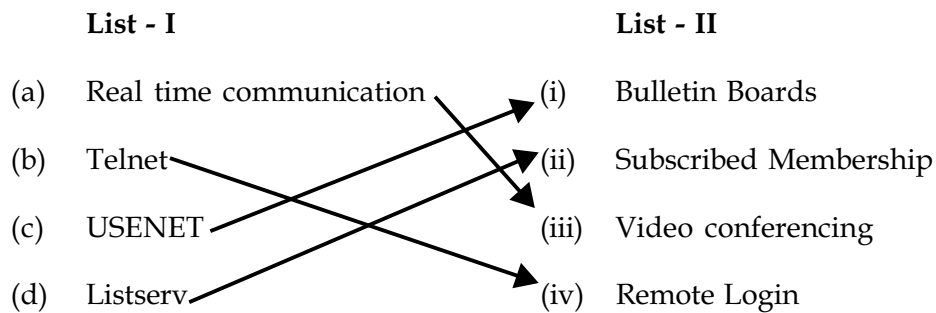 List - I List - II
(a) Real time communication (i) Bulletin Boards
(b) Telnet (ii) Subscribed Membership
(c) USENET (iii) Video conferencing
(d) Listserv (iv) Remote Login